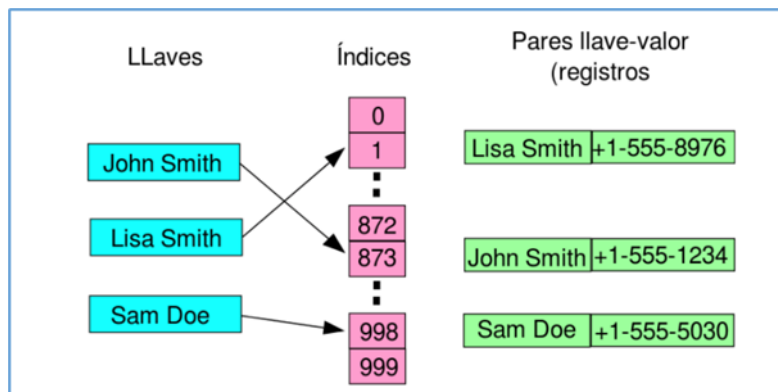 LLaves
Índices
Pares llave-valor
(registros
0
1
872
873
998
999
John Smith
Lisa Smith
Sam Doe
Lisa Smith +1-555-8976
John Smith +1-555-1234
Sam Doe +1-555-5030